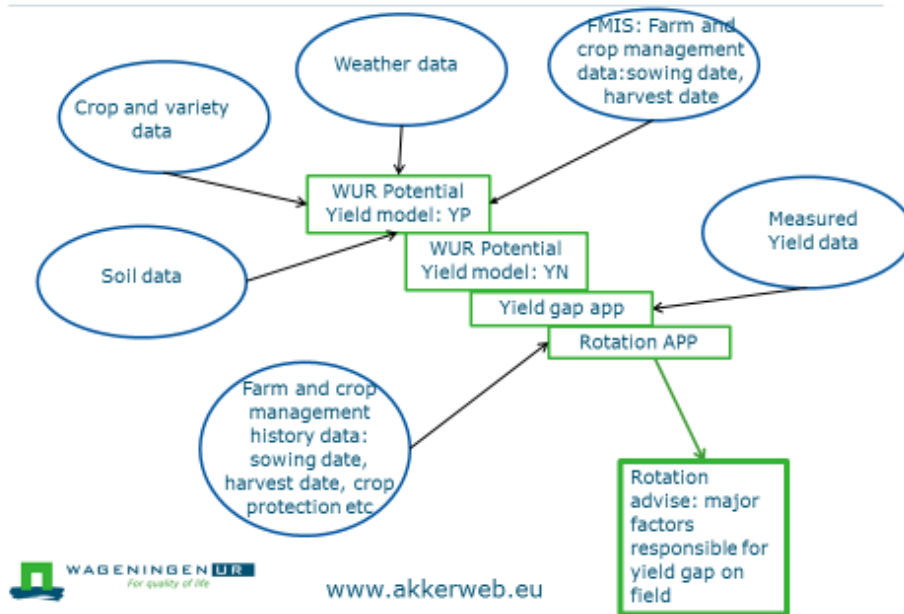 FMIS: Farm and
crop management
data:sowing date,
harvest date
Weather data
Crop and variety
data
WUR Potential
Yield model: YP
Measured
Yield data
WUR Potential
Yield model: YN
Soil data
Yield gap app
Rotation APP
Farm and crop
management
history data:
sowing date,
harvest date, crop
protection etc
Rotation
advise: major
factors
responsible for
yield gap on
field
WAGENINGEN UR
For quality of life
www.akkerweb.eu